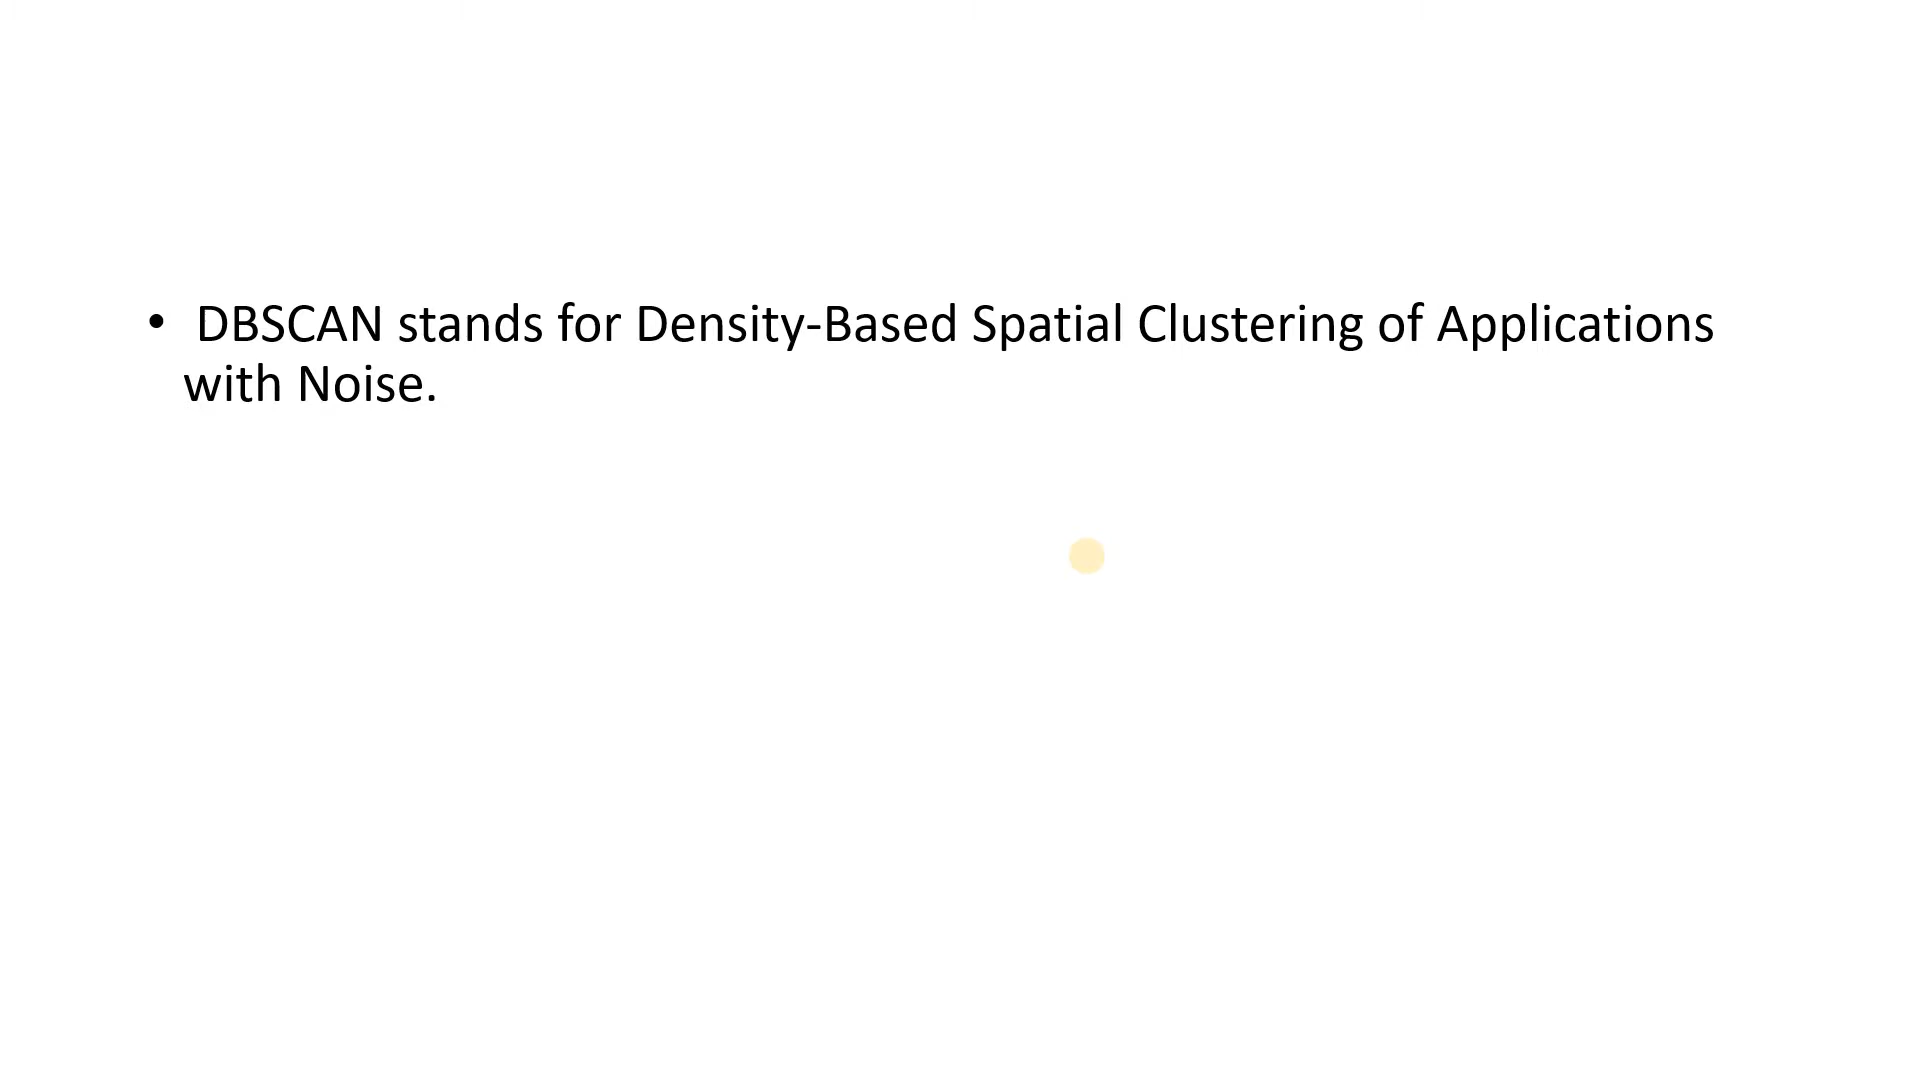 • DBSCAN stands for Density-Based Spatial Clustering of Applications
with Noise.